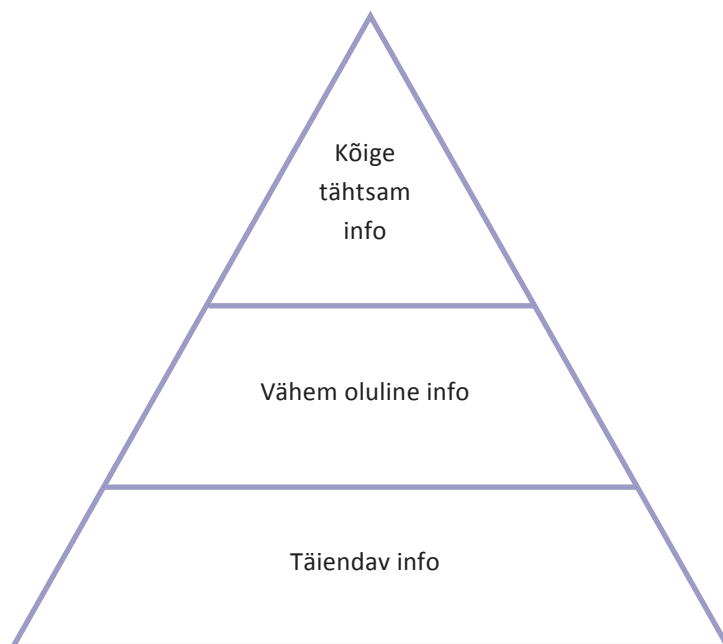 Kõige
tähtsam
info
Vähem oluline info
Täiendav info